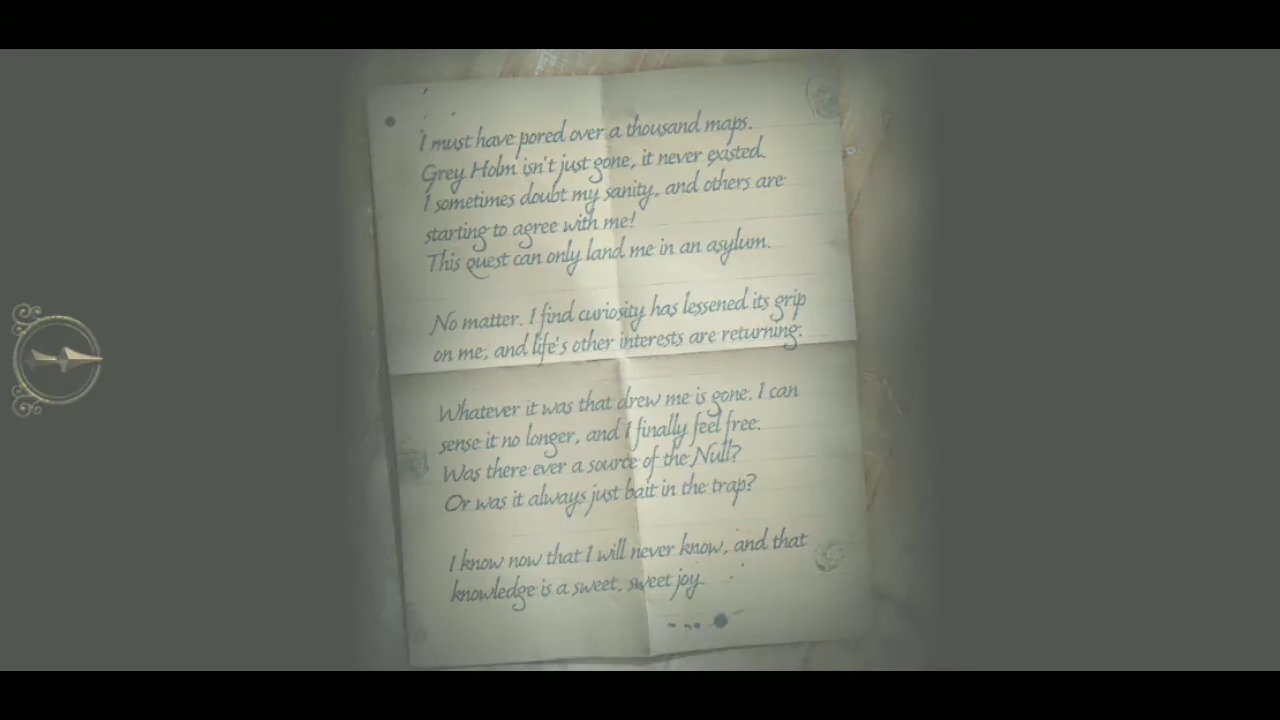 I must have pored over a thousand maps.
Grey Holm isn't just gone, it never existed.
I sometimes doubt my sanity, and others are
starting to agree with me!
This quest can only land me in an asylum.
No matter. I find curiosity has lessened its grip
on me; and life's other interests are returning.
Whatever it was that drew me is gone. I can
sense it no longer, and I finally feel free.
Was there ever a source of the Null?
Or was it always just bait in the trap?
I know now that I will never know, and that
knowledge is a sweet, sweet joy.